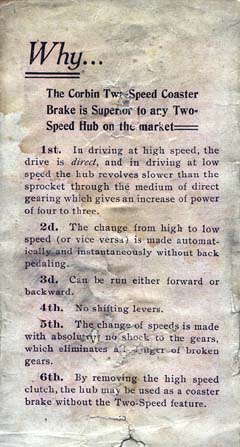 Why...
The Corbin Two-Speed Coaster
Brake is Superior to any Two-
Speed Hub on the market
1st. In driving at high speed, the
drive is direct, and in driving at low
speed the hub revolves slower than the
sprocket through the medium of direct
gearing which gives an increase of power
of four to three.
2d. The change from high to low
speed (or vice versa) is made automat-
ically and instantaneously without back
pedaling.
3d. Can be run either forward or
backward.
4th. No shifting levers.
5th. The change of speeds is made
with absolutely no shock to the gears,
which eliminates all danger of broken
gears.
6th. By removing the high speed
clutch, the hub may be used as a coaster
brake without the Two-Speed feature.